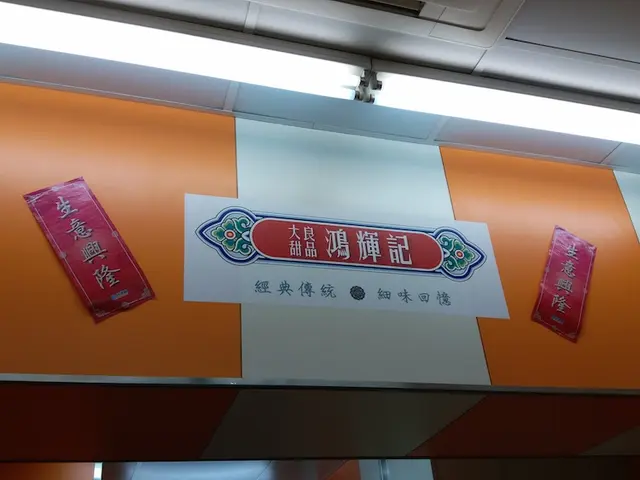 生意興隆
大良
甜品
鴻輝記
經典傳統 細味回憶
生意興隆